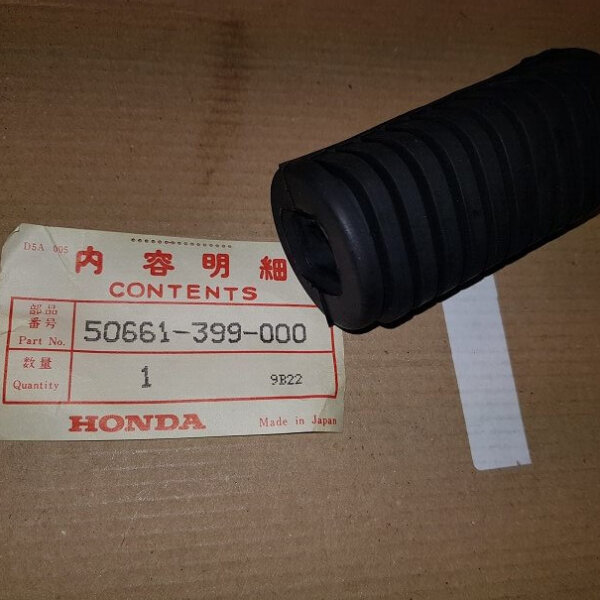 D5A 005
内容明細
CONTENTS
部品
番号
Part No. 50661-399-000
数量
Quantity 1 9B22
HONDA Made in Japan